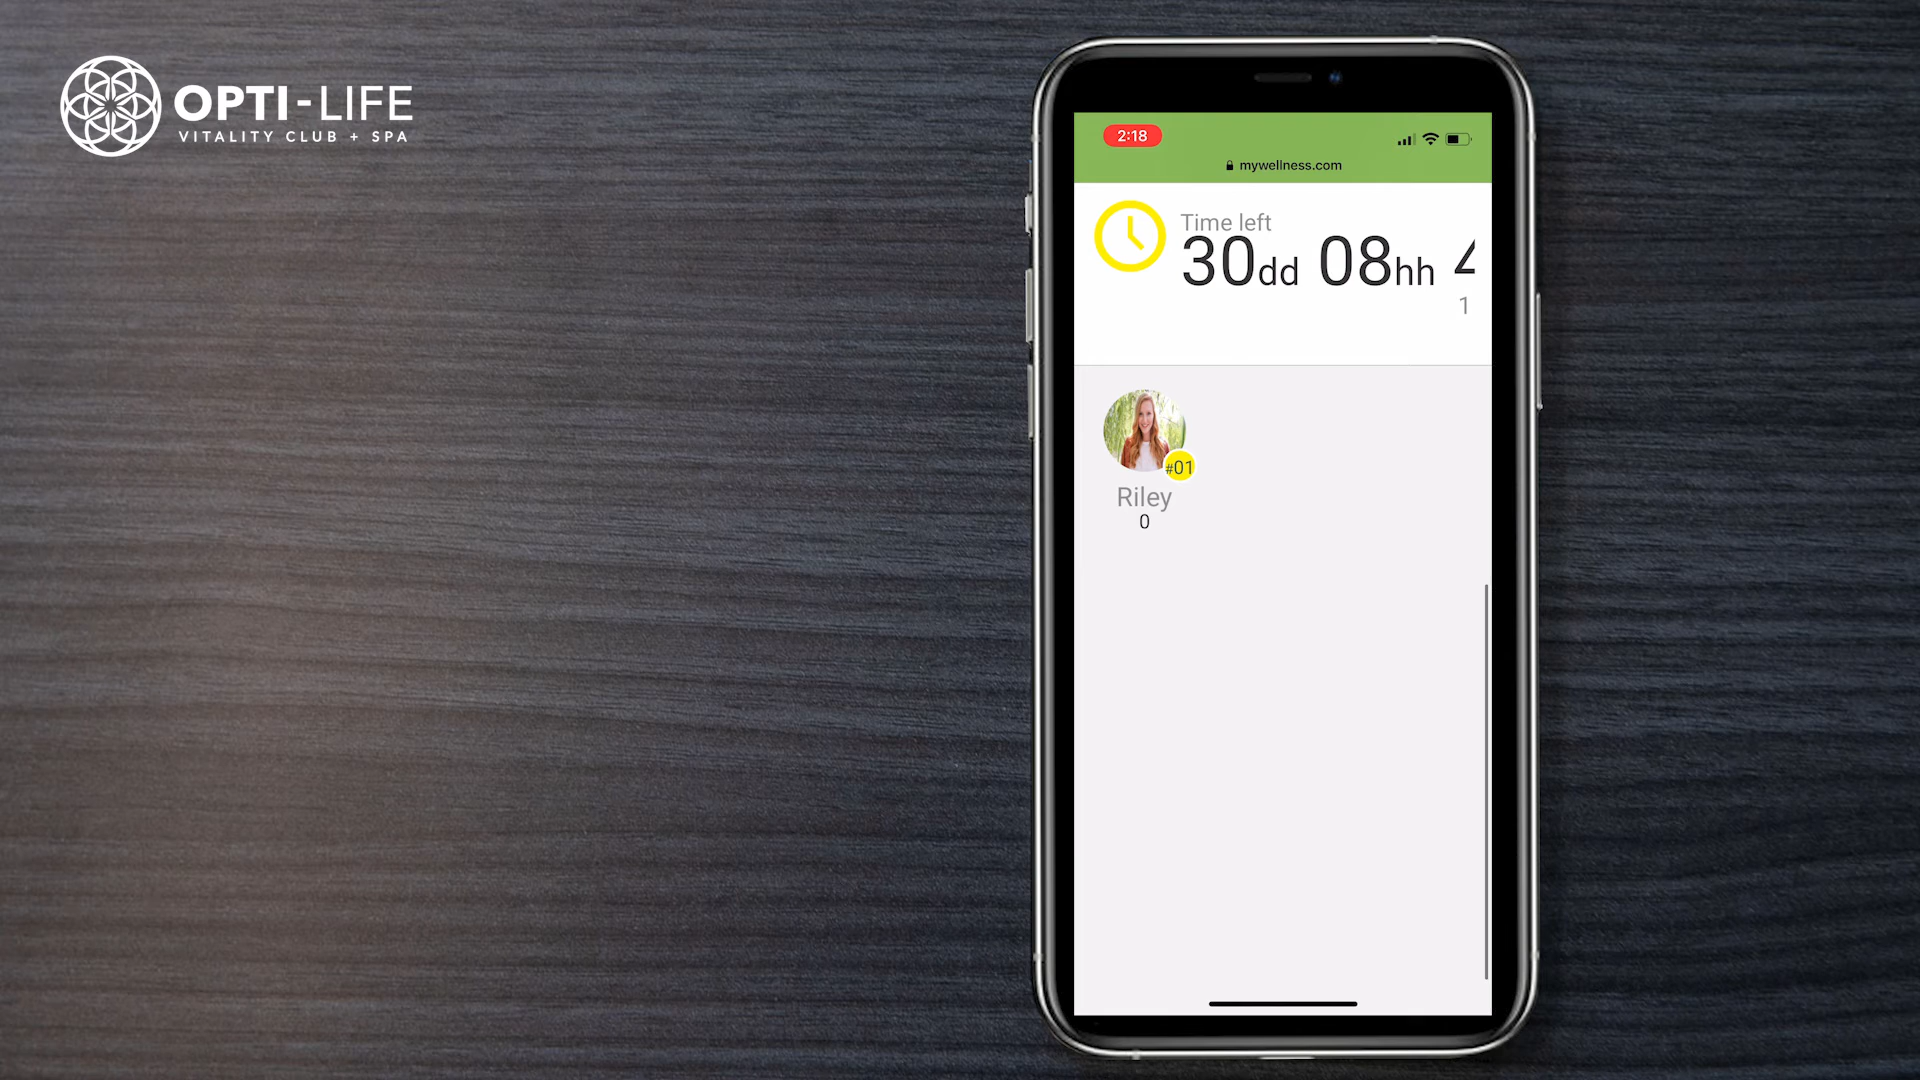 OPTI-LIFE
VITALITY CLUB + SPA
2:18
mywellness.com
Time left
30dd 08hh
1
#01
Riley
0